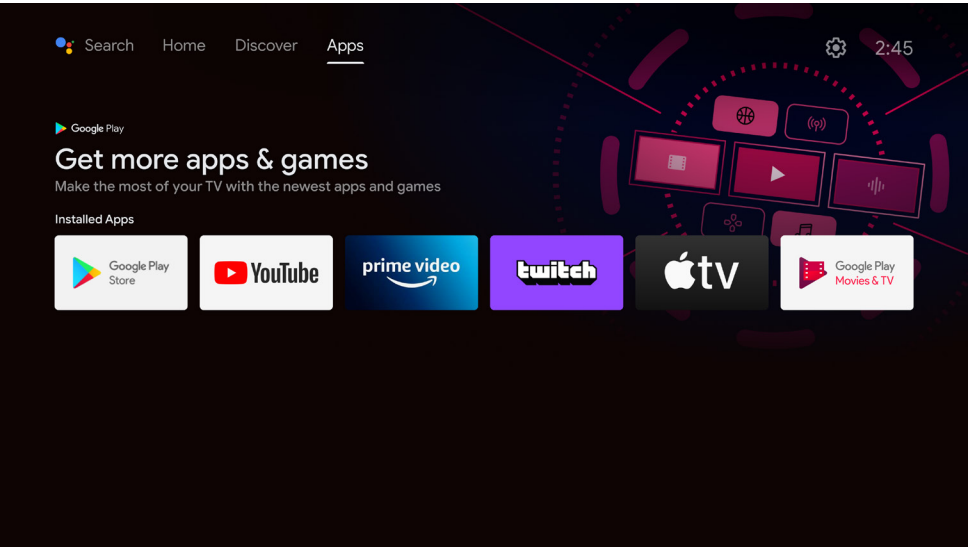 Search Home Discover Apps 2:45
Google Play
Get more apps & games
Make the most of your TV with the newest apps and games
Installed Apps
Google Play
Store
YouTube
prime video
twitch
tv
Google Play
Movies & TV